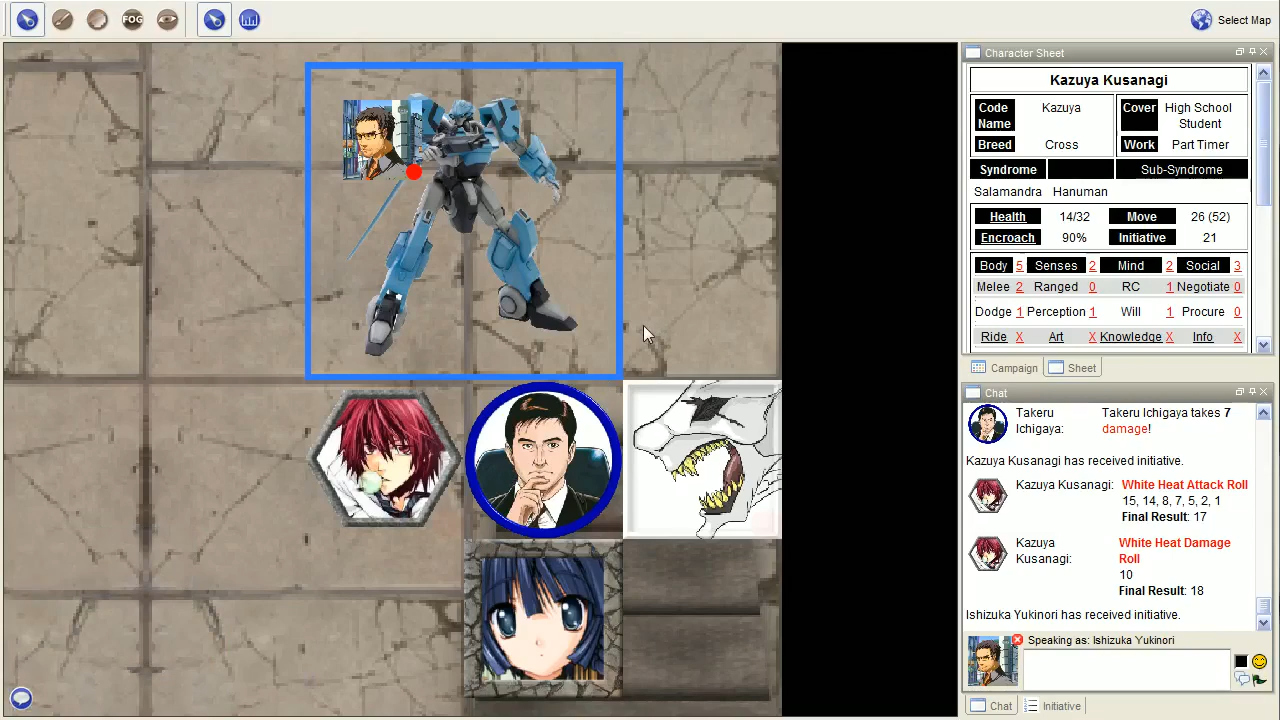 FOG
Select Map
Character Sheet
Kazuya Kusanagi
Code Name Kazuya Cover High School Student
Breed Cross Work Part Timer
Syndrome Sub-Syndrome
Salamandra Hanuman
Health 14/32 Move 26 (52)
Encroach 90% Initiative 21
Body 5 Senses 2 Mind 2 Social 3
Melee 2 Ranged 0 RC 1 Negotiate 0
Dodge 1 Perception 1 Will 1 Procure 0
Ride X Art X Knowledge X Info X
Campaign Sheet
Chat
Takeru Ichigaya: Takeru Ichigaya takes 7 damage!
Kazuya Kusanagi has received initiative.
Kazuya Kusanagi: White Heat Attack Roll
15, 14, 8, 7, 5, 2, 1
Final Result: 17
Kazuya Kusanagi: White Heat Damage Roll
10
Final Result: 18
Ishizuka Yukinori has received initiative.
Speaking as: Ishizuka Yukinori
Chat Initiative